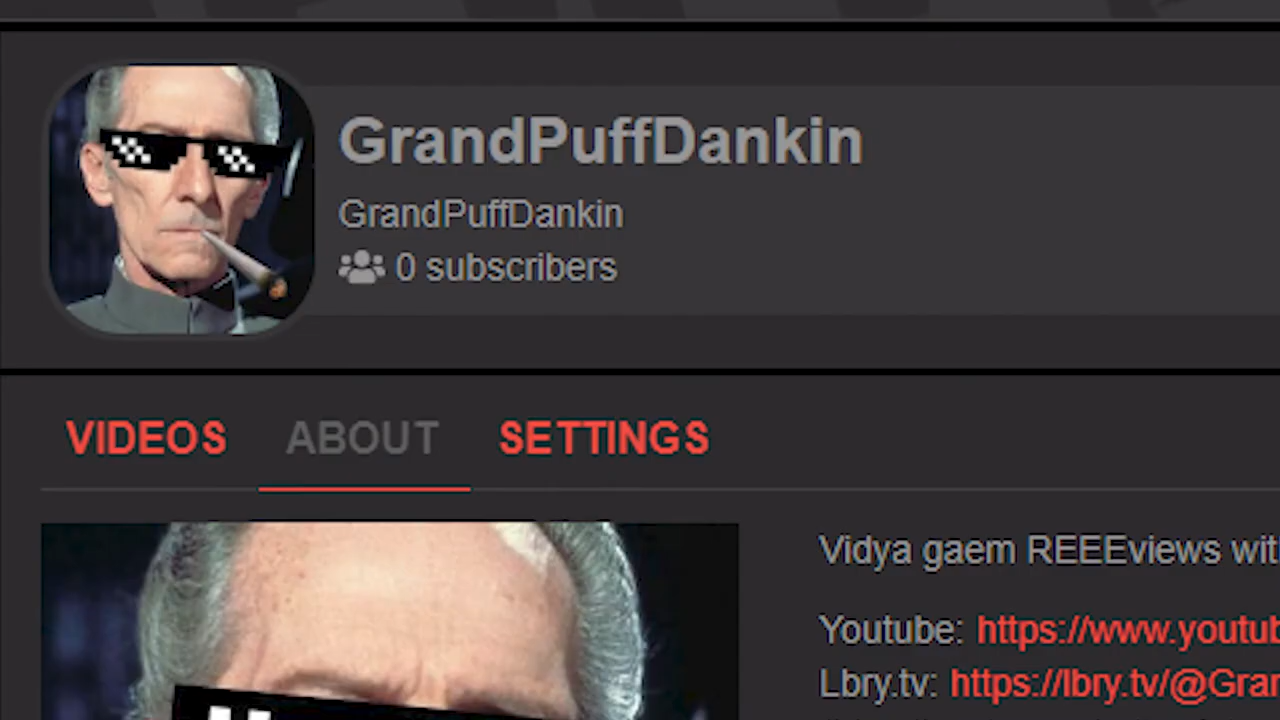 GrandPuffDankin
GrandPuffDankin
0 subscribers
VIDEOS ABOUT SETTINGS
Vidya gaem REEEviews wit
Youtube: https://www.youtub
Lbry.tv: https://lbry.tv/@Gran